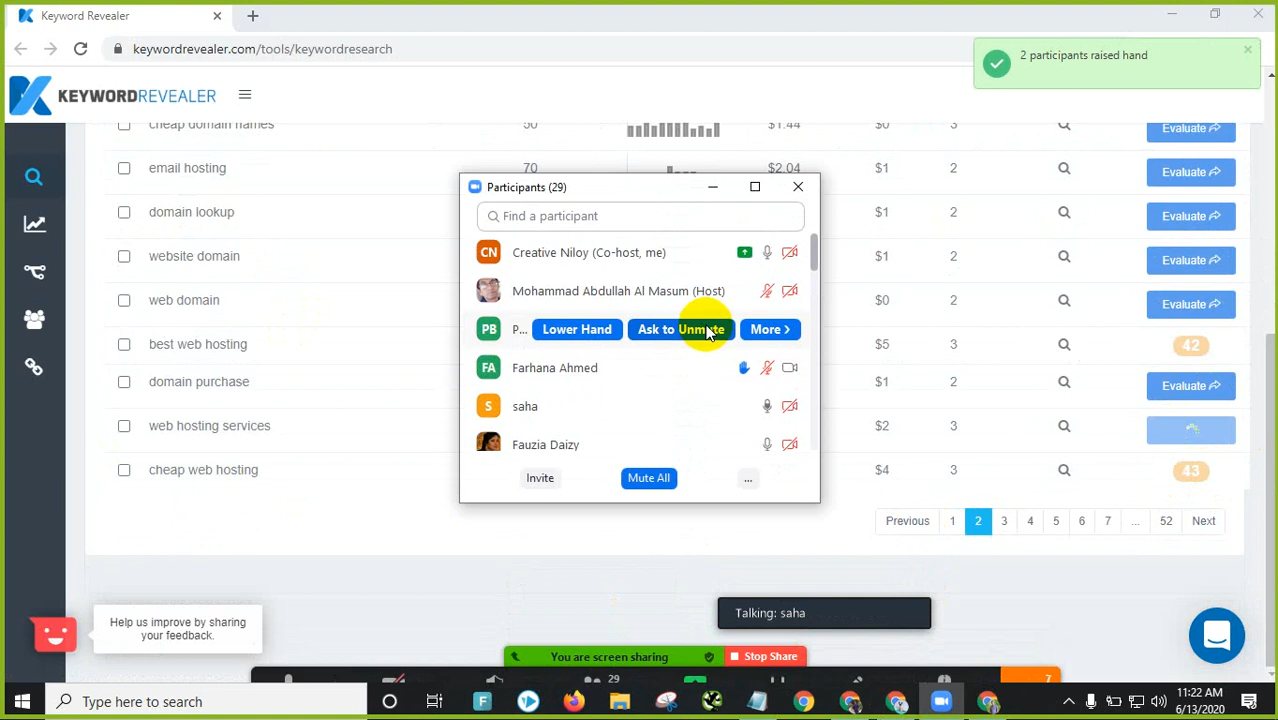 Keyword Revealer
keywordrevealer.com/tools/keywordresearch
2 participants raised hand
KEYWORDREVEALER
cheap domain names 50 $1.44 $0 3 Evaluate
email hosting 70 $2.04 $1 2 Evaluate
domain lookup $1 2 Evaluate
website domain $1 2 Evaluate
web domain $0 2 Evaluate
best web hosting $5 3 42
domain purchase $1 2 Evaluate
web hosting services $2 3
cheap web hosting $4 3 43
Participants (29)
Find a participant
CN Creative Niloy (Co-host, me)
Mohammad Abdullah Al Masum (Host)
PB P... Lower Hand Ask to Unmute More >
FA Farhana Ahmed
S saha
Fauzia Daizy
Invite Mute All ...
Previous 1 2 3 4 5 6 7 ... 52 Next
Talking: saha
Help us improve by sharing
your feedback.
You are screen sharing Stop Share
29 7
Type here to search
11:22 AM
6/13/2020